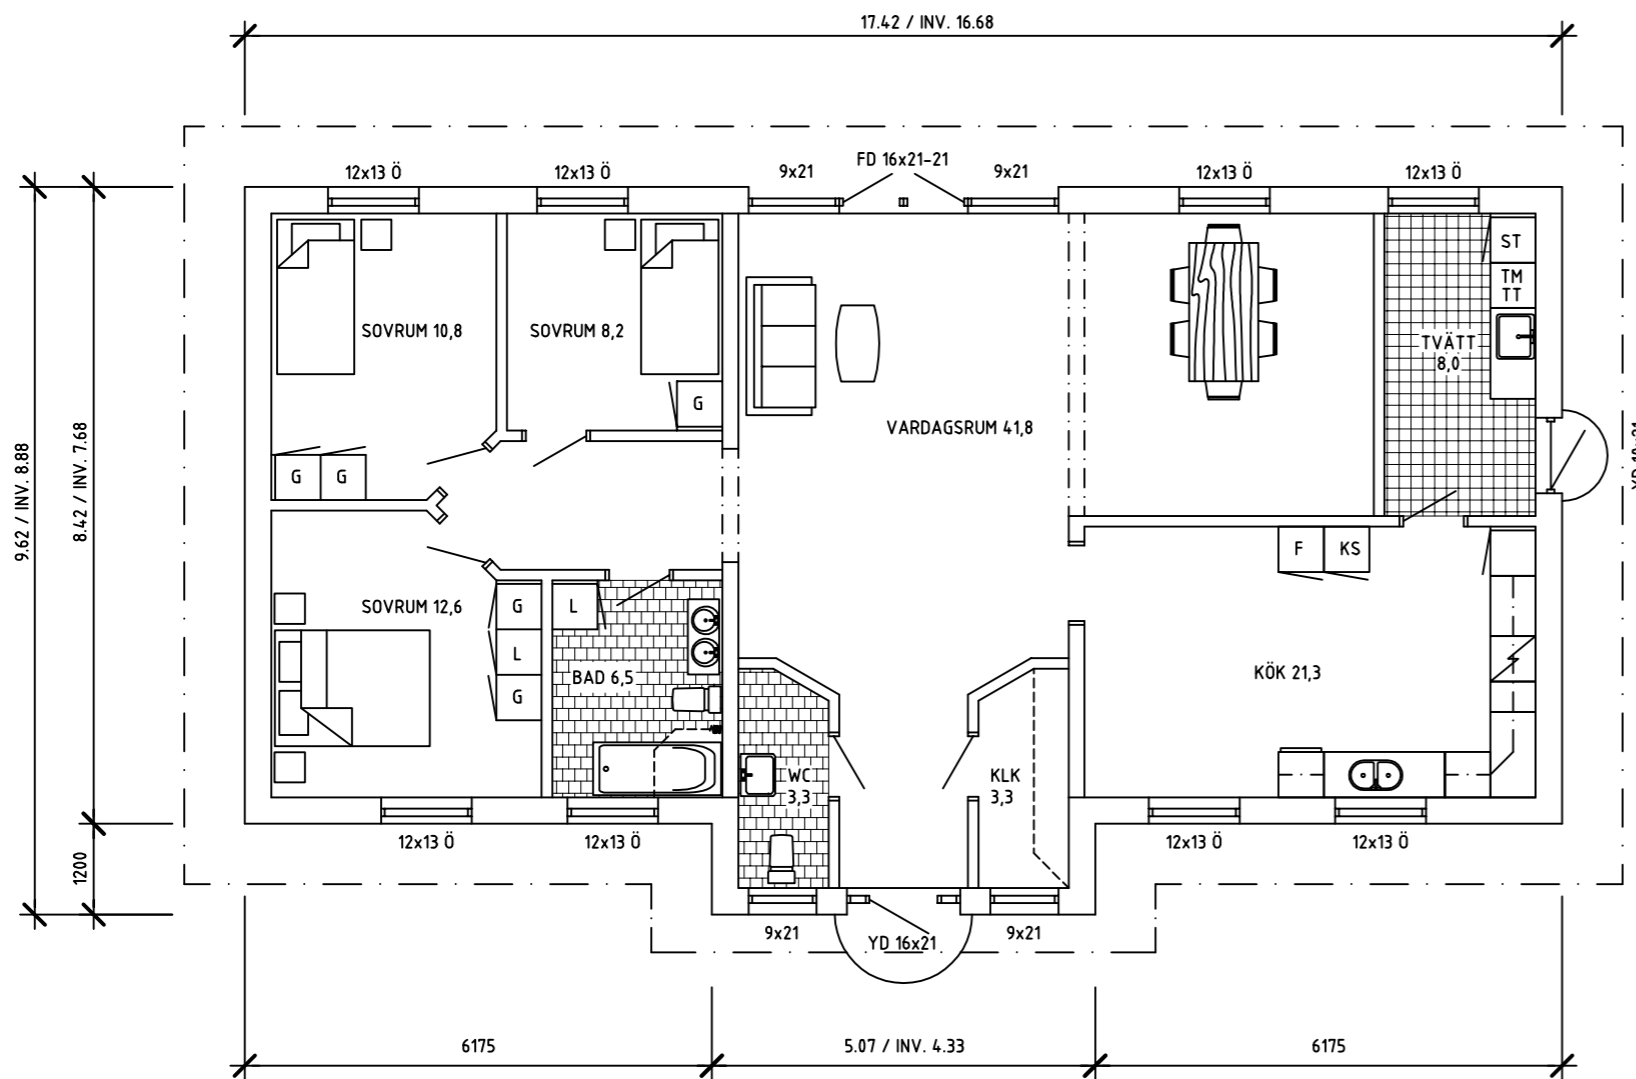 17.42 / INV. 16.68
12x13 Ö
12x13 Ö
9x21
FD 16x21-21
9x21
12x13 Ö
12x13 Ö
ST
TM
TT
SOVRUM 10,8
SOVRUM 8,2
TVÄTT
8,0
G
VARDAGSRUM 41,8
G
G
9.62 / INV. 8.88
8.42 / INV. 7.68
F
KS
SOVRUM 12,6
G
L
L
G
BAD 6,5
KÖK 21,3
WC
3,3
KLK
3,3
12x13 Ö
12x13 Ö
12x13 Ö
12x13 Ö
1200
9x21
YD 16x21
9x21
6175
5.07 / INV. 4.33
6175